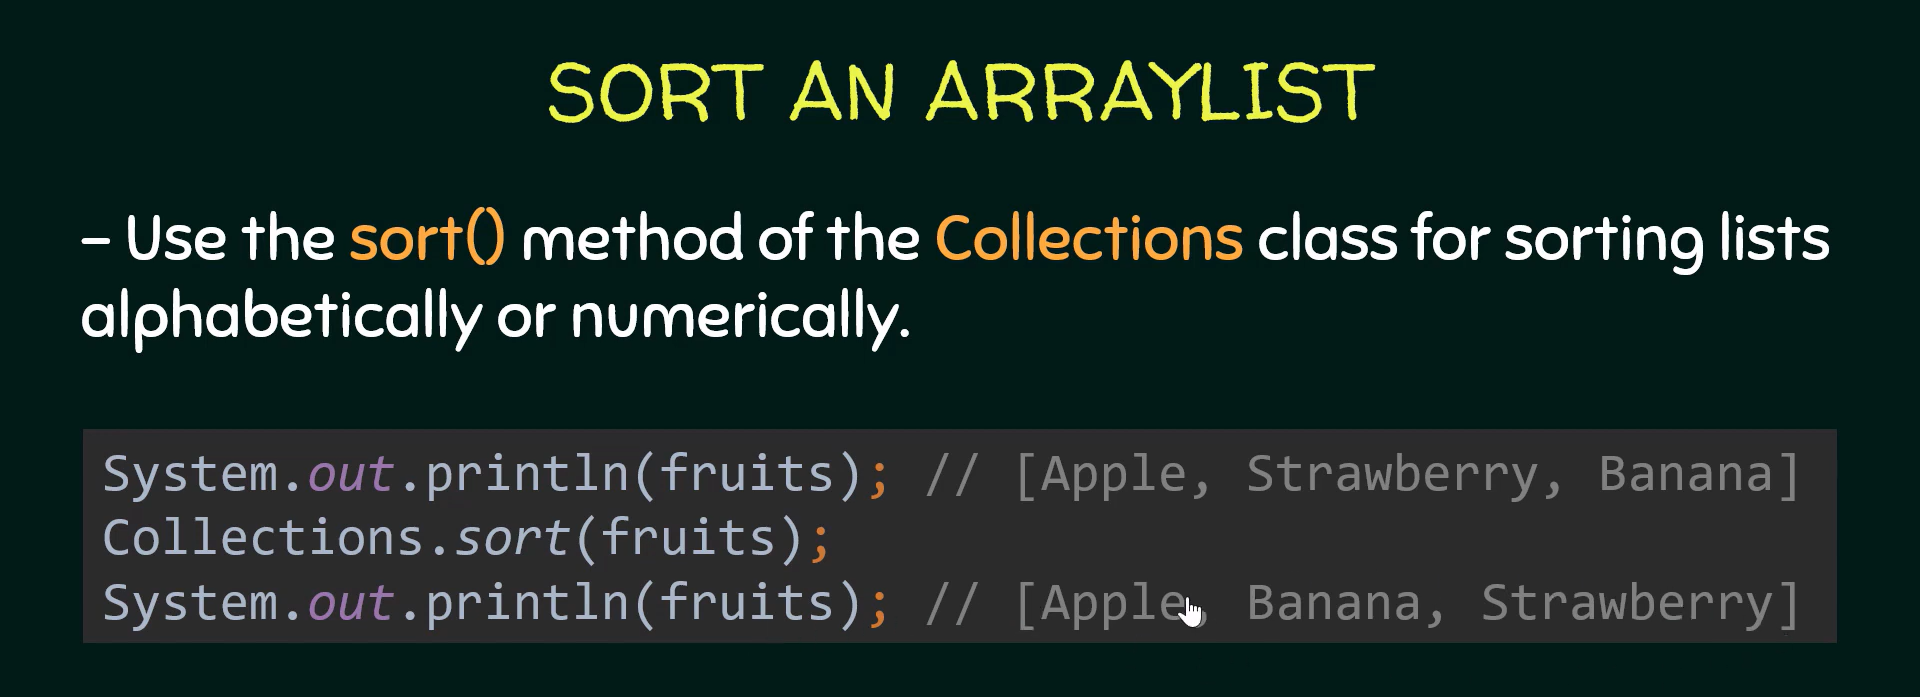 SORT AN ARRAYLIST
– Use the sort() method of the Collections class for sorting lists
alphabetically or numerically.
System.out.println(fruits); // [Apple, Strawberry, Banana]
Collections.sort(fruits);
System.out.println(fruits); // [Apple, Banana, Strawberry]